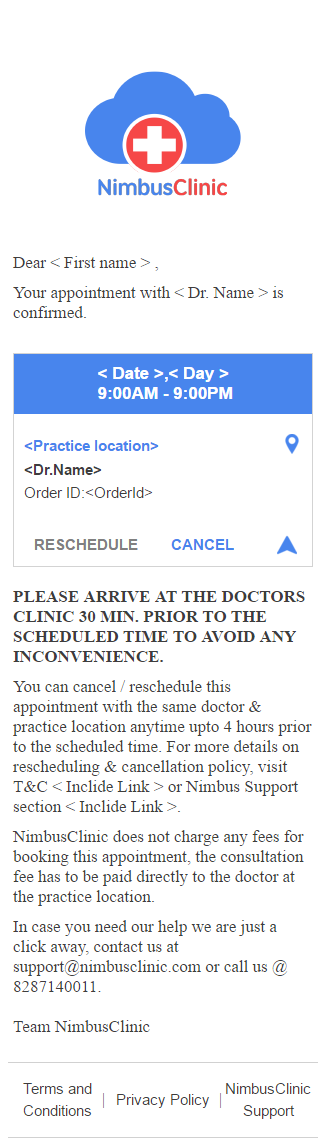 NimbusClinic
Dear < First name > ,
Your appointment with < Dr. Name > is
confirmed.
< Date >,< Day >
9:00AM - 9:00PM
<Practice location>
<Dr.Name>
Order ID:<OrderId>
RESCHEDULE CANCEL
PLEASE ARRIVE AT THE DOCTORS
CLINIC 30 MIN. PRIOR TO THE
SCHEDULED TIME TO AVOID ANY
INCONVENIENCE.
You can cancel / reschedule this
appointment with the same doctor &
practice location anytime upto 4 hours prior
to the scheduled time. For more details on
rescheduling & cancellation policy, visit
T&C < Inclide Link > or Nimbus Support
section < Inclide Link >.
NimbusClinic does not charge any fees for
booking this appointment, the consultation
fee has to be paid directly to the doctor at
the practice location.
In case you need our help we are just a
click away, contact us at
support@nimbusclinic.com or call us @
8287140011.
Team NimbusClinic
Terms and
Conditions
| Privacy Policy |
NimbusClinic
Support